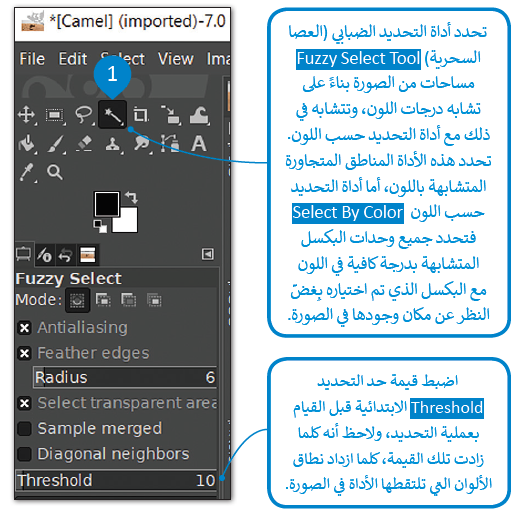 *[Camel] (imported)-7.0
File Edit Select View Ima
1
Fuzzy Select
Mode:
Antialiasing
Feather edges
Radius 6
Select transparent area
Sample merged
Diagonal neighbors
Threshold 10
تحدد أداة التحديد الضبابي (العصا
السحرية) Fuzzy Select Tool
مساحات من الصورة بناءً على
تشابه درجات اللون، وتتشابه في
ذلك مع أداة التحديد حسب اللون.
تحدد هذه الأداة المناطق المتجاورة
المتشابهة باللون، أما أداة التحديد
حسب اللون Select By Color
فتحدد جميع وحدات البكسل
المتشابهة بدرجة كافية في اللون
مع البكسل الذي تم اختياره بِغضّ
النظر عن مكان وجودها في الصورة.
اضبط قيمة حد التحديد
Threshold الابتدائية قبل القيام
بعملية التحديد، ولاحظ أنه كلما
زادت تلك القيمة، كلما ازداد نطاق
الألوان التي تلتقطها الأداة في الصورة.